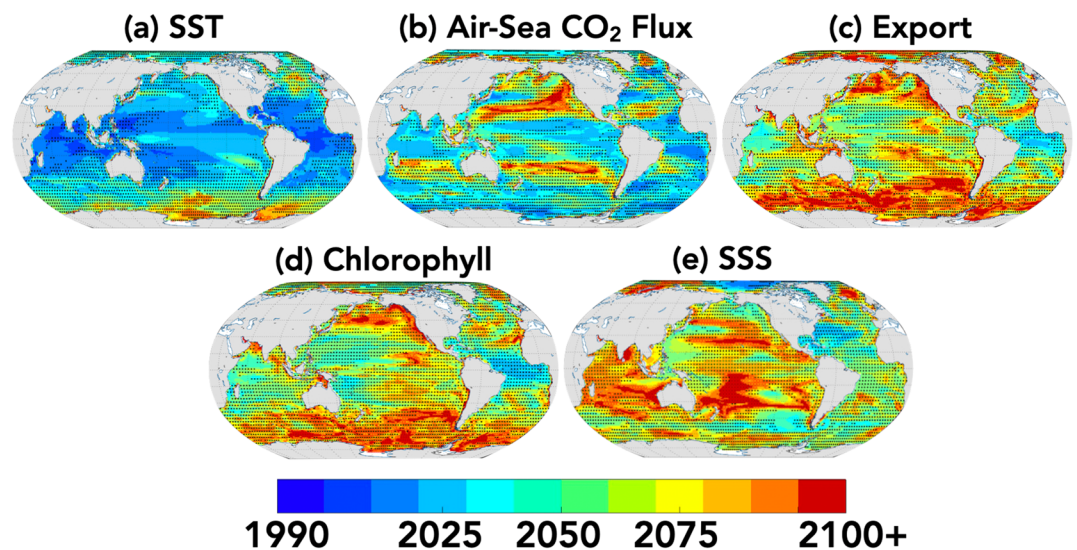 (a) SST
(b) Air-Sea CO₂ Flux
(c) Export
(d) Chlorophyll
(e) SSS
1990 2025 2050 2075 2100+